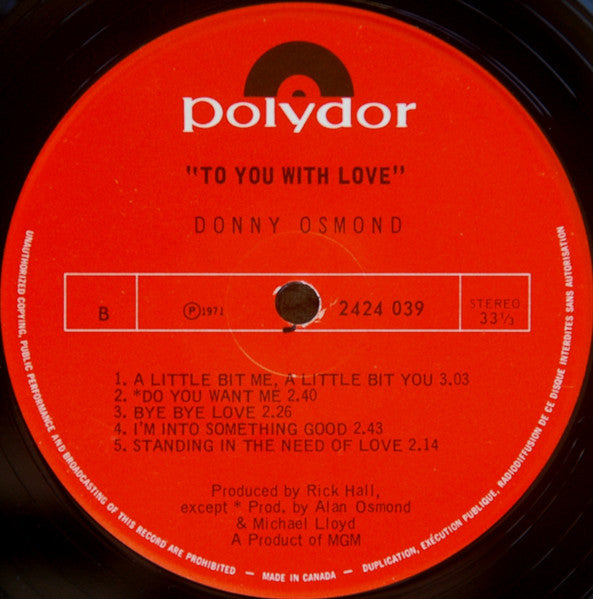 polydor
"TO YOU WITH LOVE"
DONNY OSMOND
B
℗1971
2424 039
STEREO
33⅓
1. A LITTLE BIT ME, A LITTLE BIT YOU 3.03
2. *DO YOU WANT ME 2.40
3. BYE BYE LOVE 2.26
4. I'M INTO SOMETHING GOOD 2.43
5. STANDING IN THE NEED OF LOVE 2.14
Produced by Rick Hall,
except * Prod. by Alan Osmond
& Michael Lloyd
A Product of MGM
UNAUTHORIZED COPYING, PUBLIC PERFORMANCE AND BROADCASTING OF THIS RECORD ARE PROHIBITED – MADE IN CANADA – DUPLICATION, EXÉCUTION PUBLIQUE, RADIODIFFUSION DE CE DISQUE INTERDITES SANS AUTORISATION